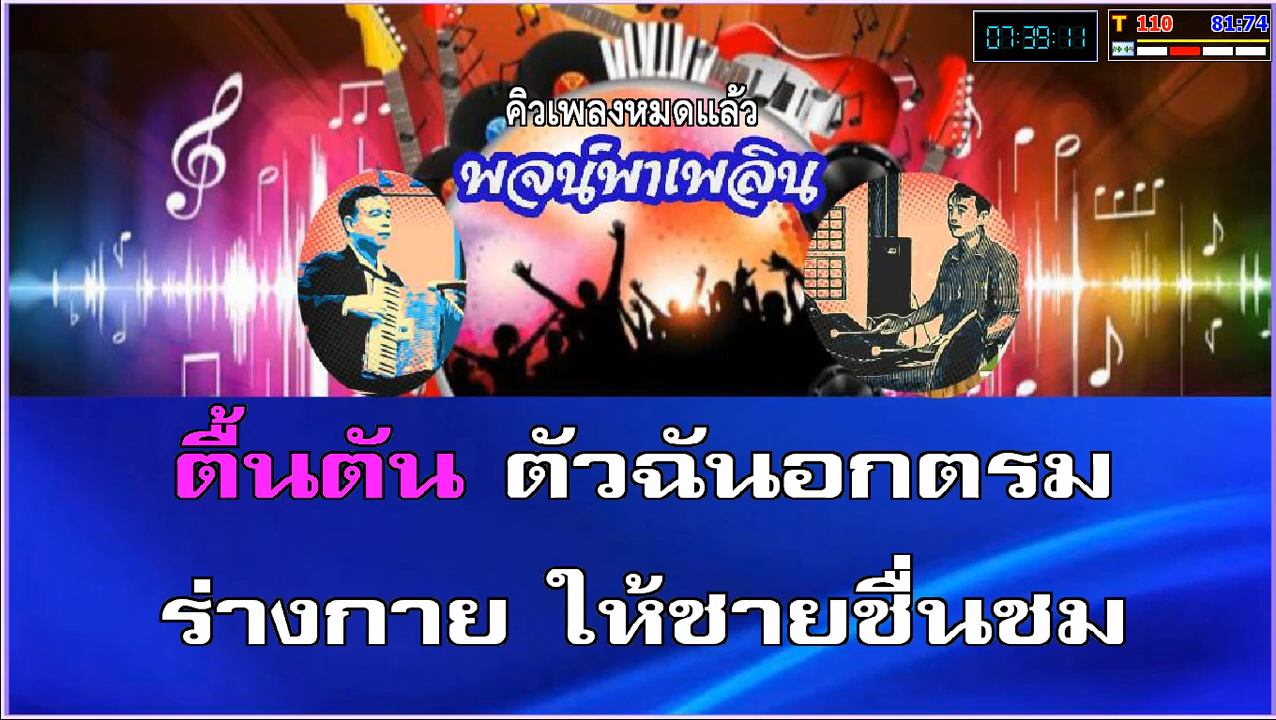 07:39:11
T 110 81:74
คิวเพลงหมดแล้ว
พจน์พาเพลิน
ตื้นตัน ตัวฉันอกตรม
ร่างกาย ให้ชายชื่นชม